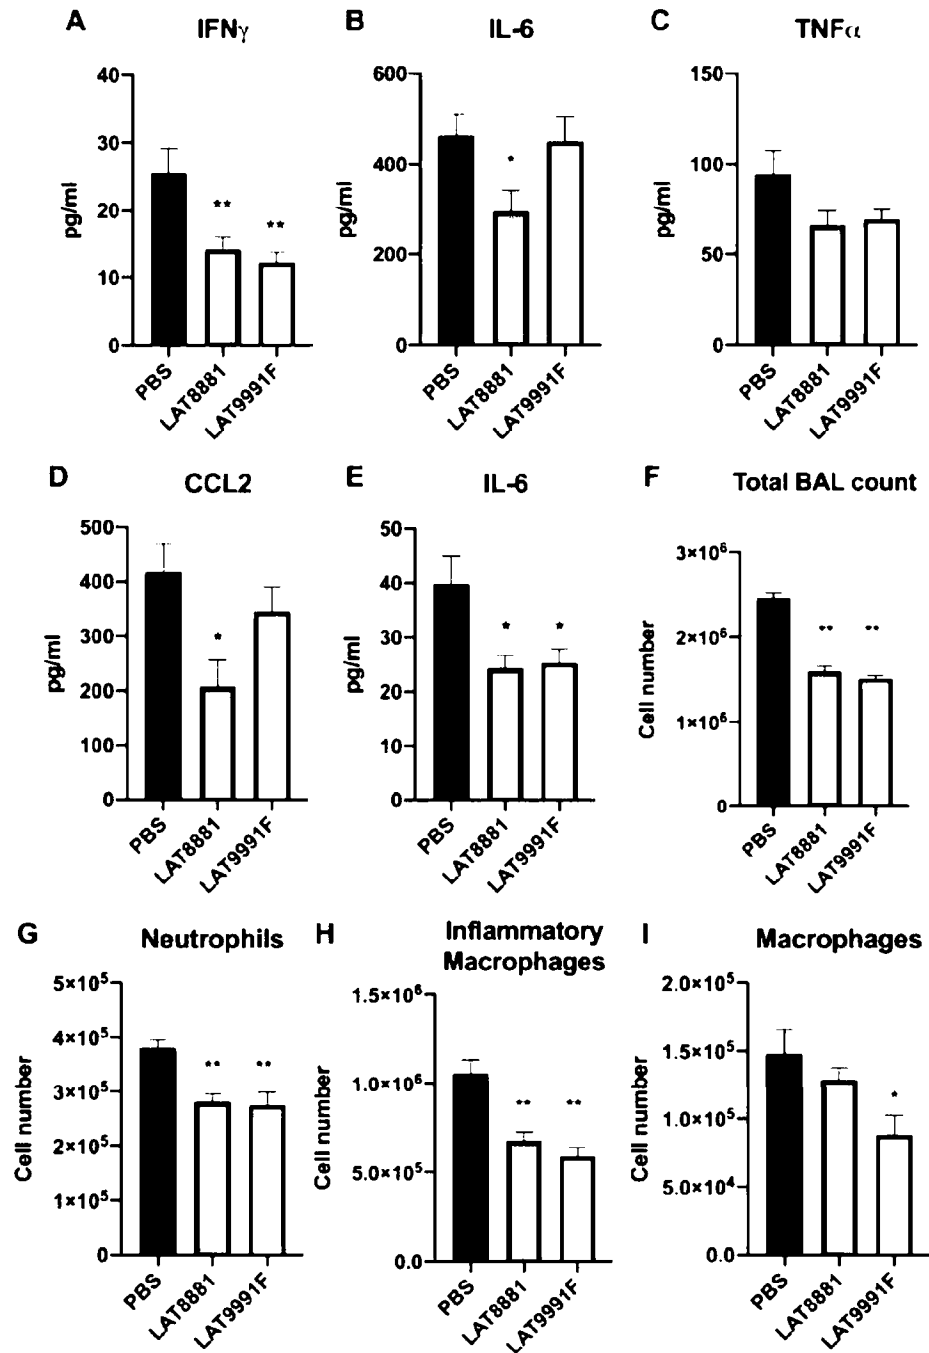 A IFNγ
40
30
20
10
0
pg/ml
** **
PBS LAT8881 LAT9991F
B IL-6
600
400
200
0
pg/ml
*
PBS LAT8881 LAT9991F
C TNFα
150
100
50
0
pg/ml
PBS LAT8881 LAT9991F
D CCL2
500
400
300
200
100
0
pg/ml
*
PBS LAT8881 LAT9991F
E IL-6
50
40
30
20
10
0
pg/ml
* *
PBS LAT8881 LAT9991F
F Total BAL count
3×10⁶
2×10⁶
1×10⁶
0
Cell number
** **
PBS LAT8881 LAT9991F
G Neutrophils
5×10⁵
4×10⁵
3×10⁵
2×10⁵
1×10⁵
0
Cell number
** **
PBS LAT8881 LAT9991F
H Inflammatory
Macrophages
1.5×10⁶
1.0×10⁶
5.0×10⁵
0.0
Cell number
** **
PBS LAT8881 LAT9991F
I Macrophages
2.0×10⁵
1.5×10⁵
1.0×10⁵
5.0×10⁴
0.0
Cell number
*
PBS LAT8881 LAT9991F